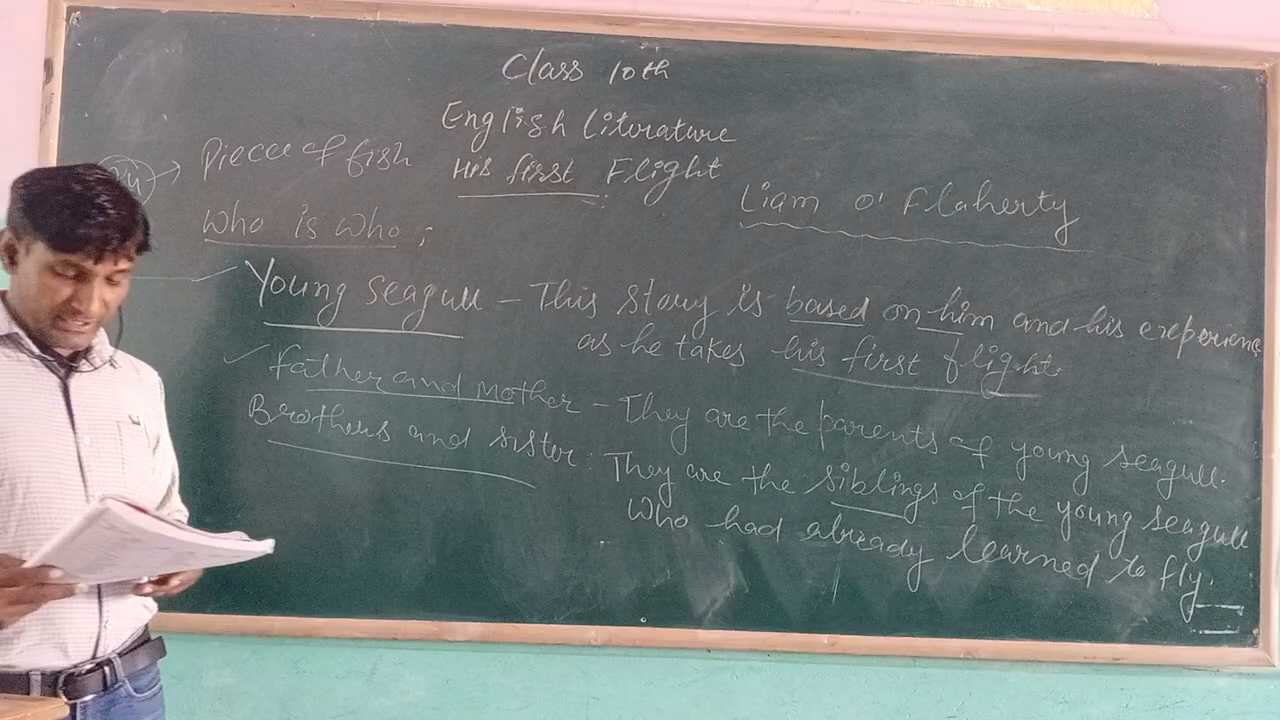 Class 10th
English Literature
24 → Piece of fish
His first Flight
Liam O' Flaherty
Who is who ;
Young seagull – This story is based on him and his experience
as he takes his first flight.
Father and Mother – They are the parents of young seagull.
Brothers and sister : They are the siblings of the young seagull
Who had already learned to fly.